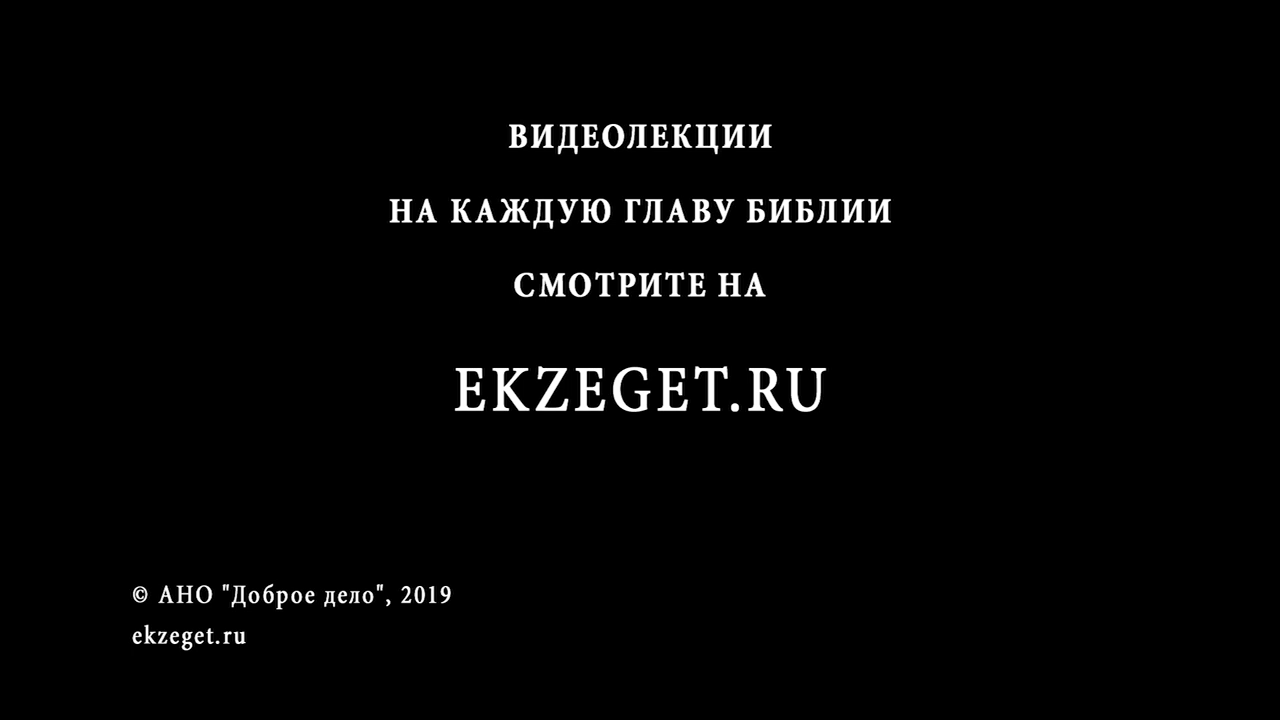 ВИДЕОЛЕКЦИИ
НА КАЖДУЮ ГЛАВУ БИБЛИИ
СМОТРИТЕ НА
EKZEGET.RU
© АНО "Доброе дело", 2019
ekzeget.ru